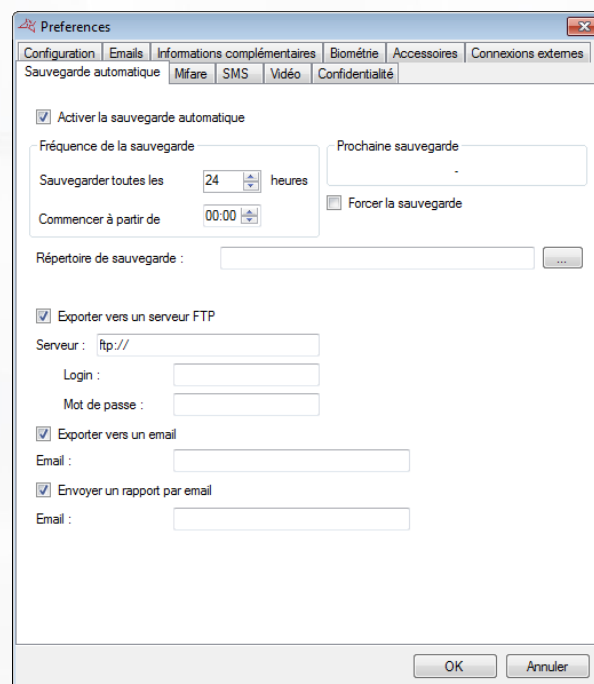 Preferences
Configuration Emails Informations complémentaires Biométrie Accessoires Connexions externes
Sauvegarde automatique Mifare SMS Vidéo Confidentialité
Activer la sauvegarde automatique
Fréquence de la sauvegarde Prochaine sauvegarde
Sauvegarder toutes les 24 heures -
Commencer à partir de 00:00 Forcer la sauvegarde
Répertoire de sauvegarde : ...
Exporter vers un serveur FTP
Serveur : ftp://
Login :
Mot de passe :
Exporter vers un email
Email :
Envoyer un rapport par email
Email :
OK Annuler